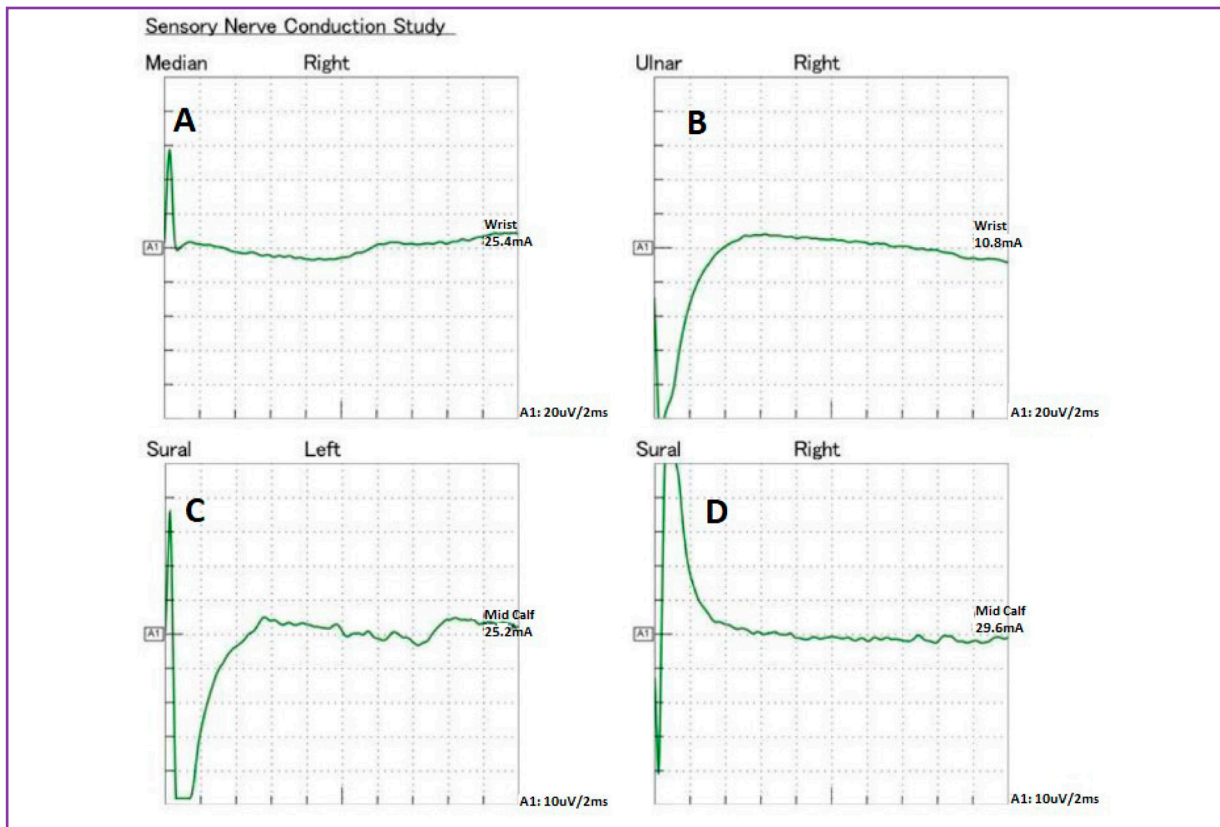 Sensory Nerve Conduction Study
Median Right
A
A1
Wrist
25.4mA
A1: 20uV/2ms
Ulnar Right
B
A1
Wrist
10.8mA
A1: 20uV/2ms
Sural Left
C
A1
Mid Calf
25.2mA
A1: 10uV/2ms
Sural Right
D
A1
Mid Calf
29.6mA
A1: 10uV/2ms